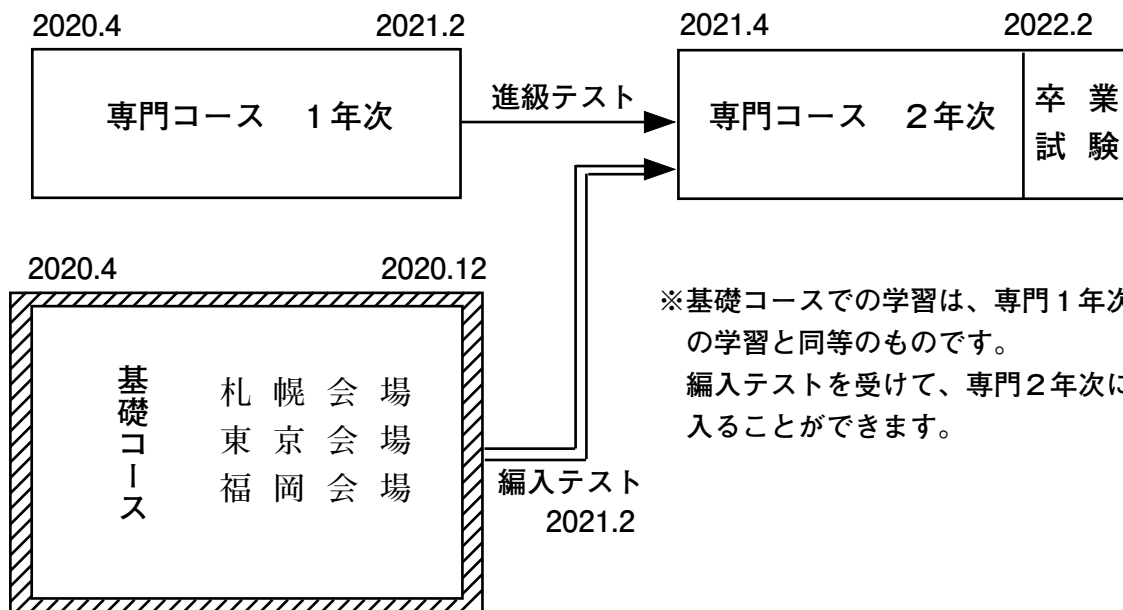 2020.4 2021.2
専門コース 1年次
進級テスト
2021.4 2022.2
専門コース 2年次
卒業
試験
2020.4 2020.12
基礎コース
札幌会場
東京会場
福岡会場
編入テスト
2021.2
※基礎コースでの学習は、専門1年次
の学習と同等のものです。
編入テストを受けて、専門2年次に
入ることができます。